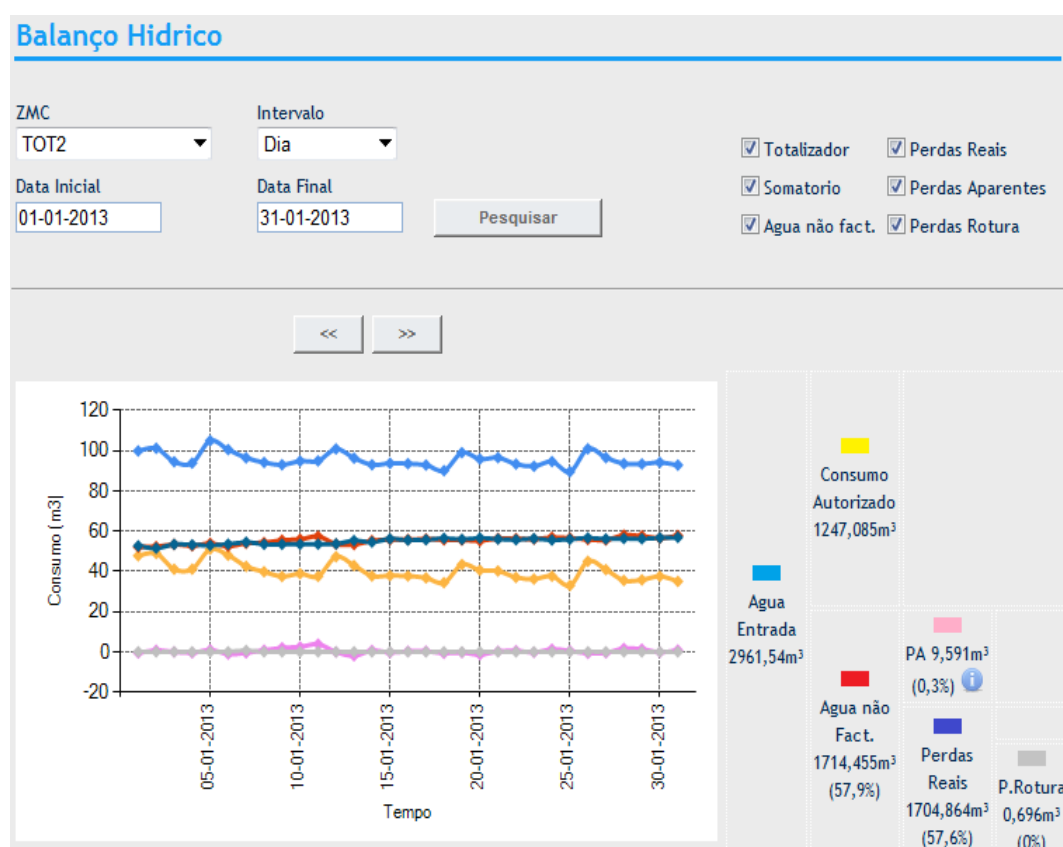 Balanço Hidrico
ZMC
Intervalo
TOT2
Dia
Data Inicial
Data Final
01-01-2013
31-01-2013
Pesquisar
Totalizador
Perdas Reais
Somatorio
Perdas Aparentes
Agua não fact.
Perdas Rotura
<<
>>
120
100
80
60
40
20
0
-20
Consumo (m3)
05-01-2013
10-01-2013
15-01-2013
20-01-2013
25-01-2013
30-01-2013
Tempo
Agua
Entrada
2961,54m³
Consumo
Autorizado
1247,085m³
Agua não
Fact.
1714,455m³
(57,9%)
PA 9,591m³
(0,3%)
Perdas
Reais
1704,864m³
(57,6%)
P.Rotura
0,696m³
(0%)